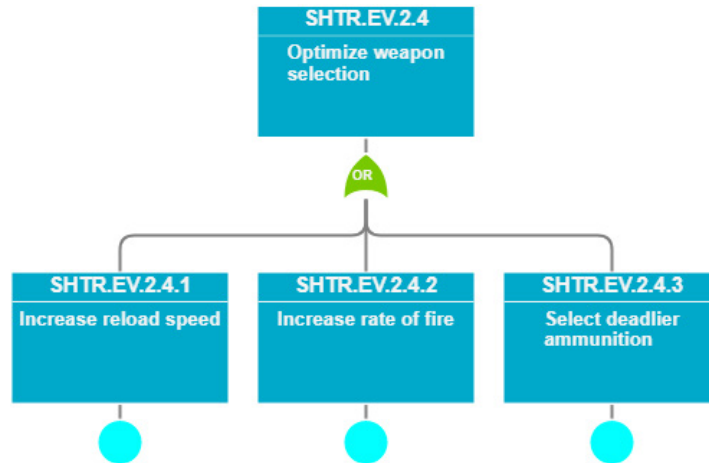 SHTR.EV.2.4
Optimize weapon
selection
OR
SHTR.EV.2.4.1
Increase reload speed
SHTR.EV.2.4.2
Increase rate of fire
SHTR.EV.2.4.3
Select deadlier
ammunition